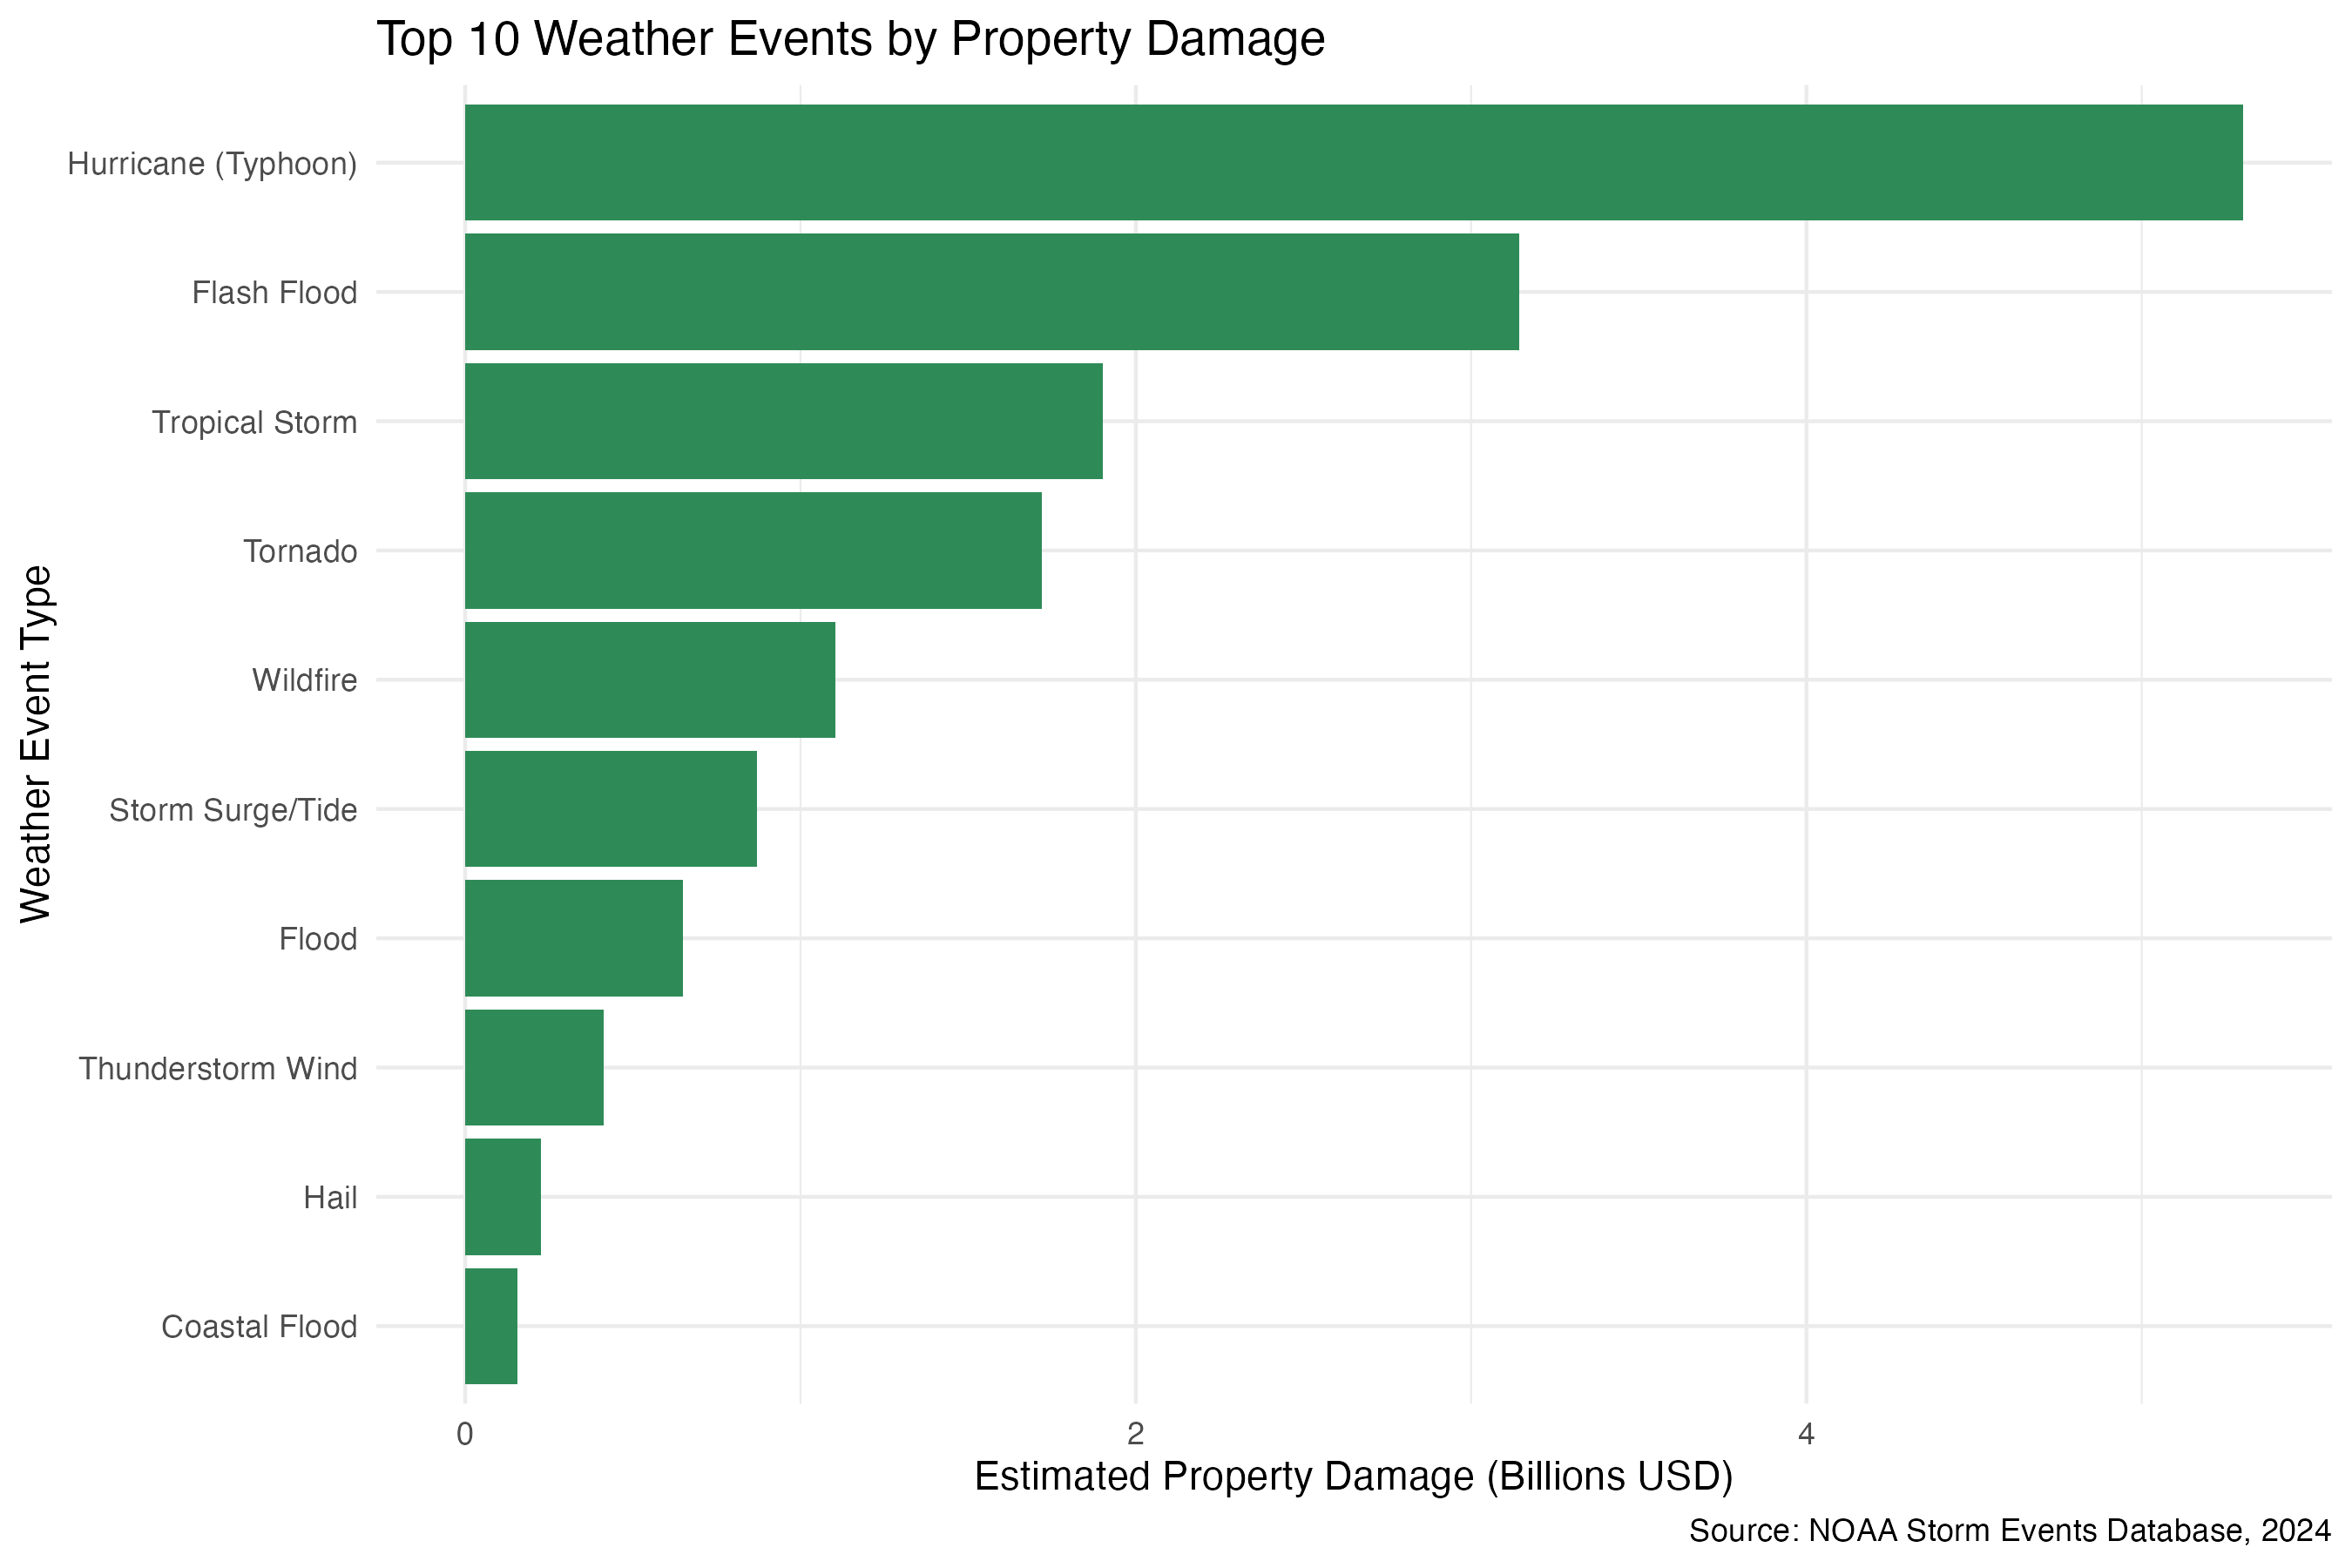 Top 10 Weather Events by Property Damage
Weather Event Type
Hurricane (Typhoon)
Flash Flood
Tropical Storm
Tornado
Wildfire
Storm Surge/Tide
Flood
Thunderstorm Wind
Hail
Coastal Flood
0 2 4
Estimated Property Damage (Billions USD)
Source: NOAA Storm Events Database, 2024